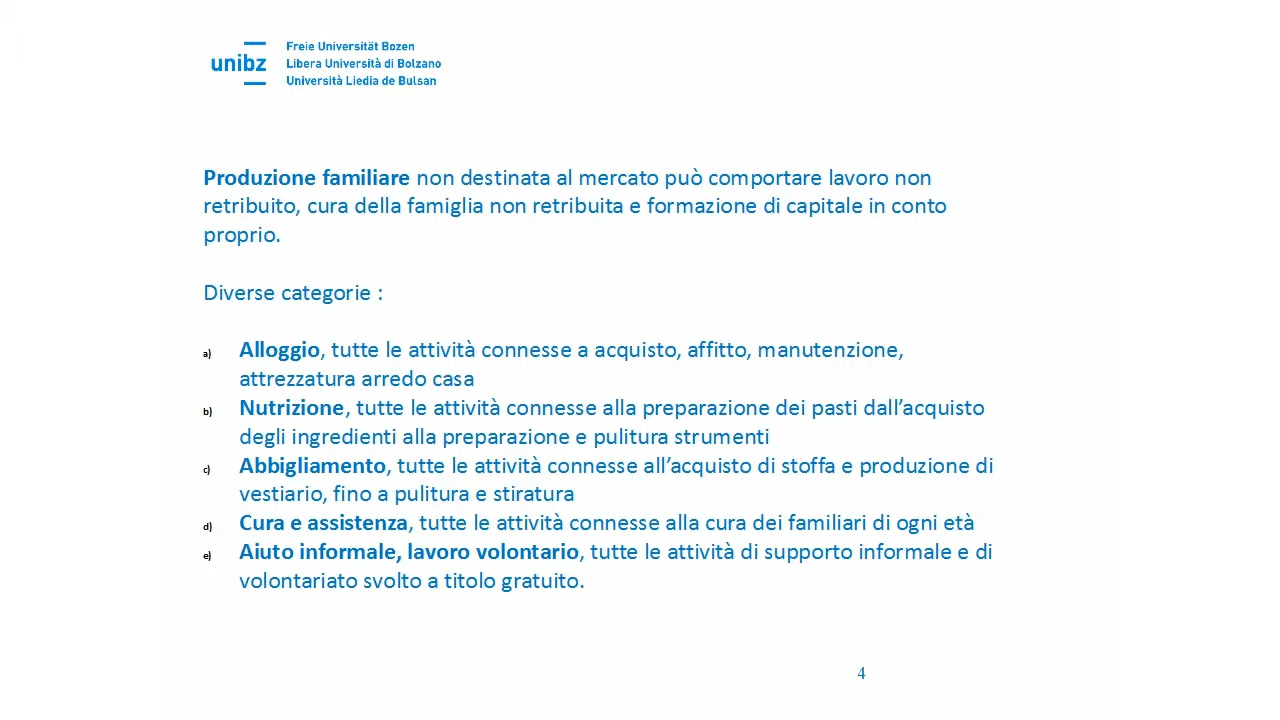 unibz
Freie Universität Bozen
Libera Università di Bolzano
Università Liedia de Bulsan
Produzione familiare non destinata al mercato può comportare lavoro non
retribuito, cura della famiglia non retribuita e formazione di capitale in conto
proprio.
Diverse categorie :
a) Alloggio, tutte le attività connesse a acquisto, affitto, manutenzione,
attrezzatura arredo casa
b) Nutrizione, tutte le attività connesse alla preparazione dei pasti dall’acquisto
degli ingredienti alla preparazione e pulitura strumenti
c) Abbigliamento, tutte le attività connesse all’acquisto di stoffa e produzione di
vestiario, fino a pulitura e stiratura
d) Cura e assistenza, tutte le attività connesse alla cura dei familiari di ogni età
e) Aiuto informale, lavoro volontario, tutte le attività di supporto informale e di
volontariato svolto a titolo gratuito.
4